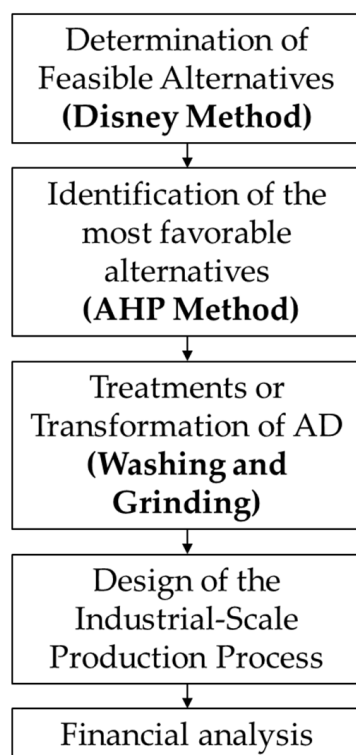 Determination of
Feasible Alternatives
(Disney Method)
Identification of the
most favorable
alternatives
(AHP Method)
Treatments or
Transformation of AD
(Washing and
Grinding)
Design of the
Industrial-Scale
Production Process
Financial analysis